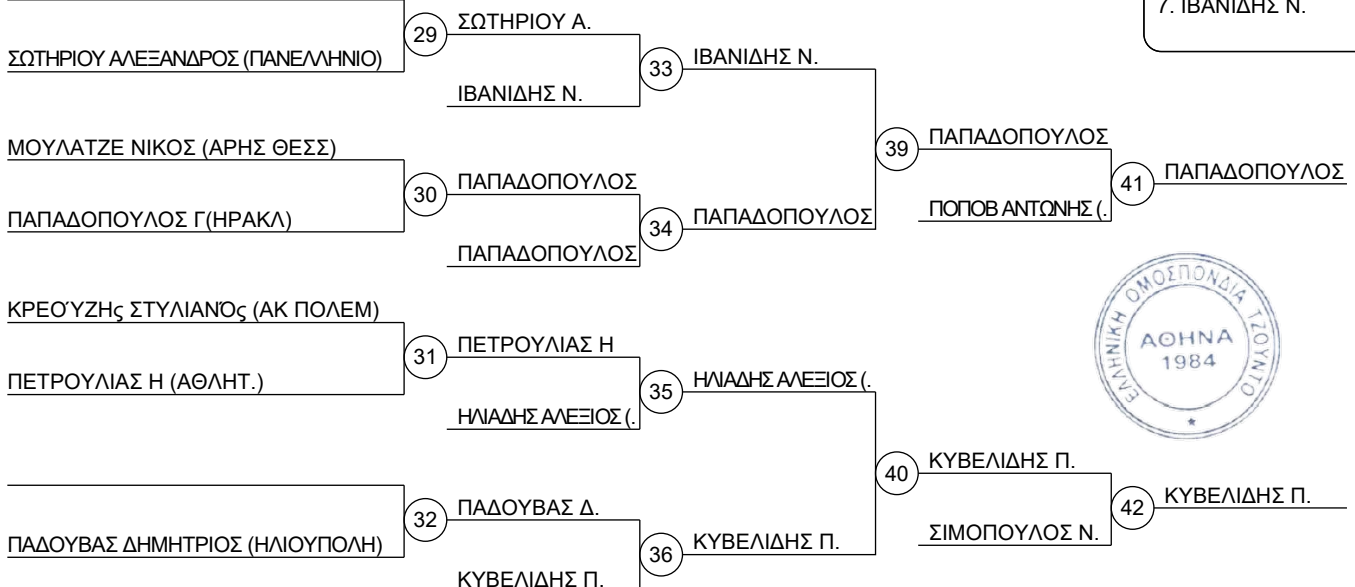 7. ΙΒΑΝΙΔΗΣ Ν.
29
ΣΩΤΗΡΙΟΥ Α.
ΣΩΤΗΡΙΟΥ ΑΛΕΞΑΝΔΡΟΣ (ΠΑΝΕΛΛΗΝΙΟ)
33
ΙΒΑΝΙΔΗΣ Ν.
ΙΒΑΝΙΔΗΣ Ν.
ΜΟΥΛΑΤΖΕ ΝΙΚΟΣ (ΑΡΗΣ ΘΕΣΣ)
39
ΠΑΠΑΔΟΠΟΥΛΟΣ
30
ΠΑΠΑΔΟΠΟΥΛΟΣ
41
ΠΑΠΑΔΟΠΟΥΛΟΣ
ΠΑΠΑΔΟΠΟΥΛΟΣ Γ(ΗΡΑΚΛ)
34
ΠΑΠΑΔΟΠΟΥΛΟΣ
ΠΟΠΟΒ ΑΝΤΩΝΗΣ (.
ΠΑΠΑΔΟΠΟΥΛΟΣ
ΚΡΕΟΎΖΗς ΣΤΥΛΙΑΝΌς (ΑΚ ΠΟΛΕΜ)
31
ΠΕΤΡΟΥΛΙΑΣ Η
ΠΕΤΡΟΥΛΙΑΣ Η (ΑΘΛΗΤ.)
35
ΗΛΙΑΔΗΣ ΑΛΕΞΙΟΣ (.
ΗΛΙΑΔΗΣ ΑΛΕΞΙΟΣ (.
ΕΛΛΗΝΙΚΗ ΟΜΟΣΠΟΝΔΙΑ ΤΖΟΥΝΤΟ
ΑΘΗΝΑ
1984
40
ΚΥΒΕΛΙΔΗΣ Π.
32
ΠΑΔΟΥΒΑΣ Δ.
42
ΚΥΒΕΛΙΔΗΣ Π.
ΠΑΔΟΥΒΑΣ ΔΗΜΗΤΡΙΟΣ (ΗΛΙΟΥΠΟΛΗ)
36
ΚΥΒΕΛΙΔΗΣ Π.
ΣΙΜΟΠΟΥΛΟΣ Ν.
ΚΥΒΕΛΙΔΗΣ Π.